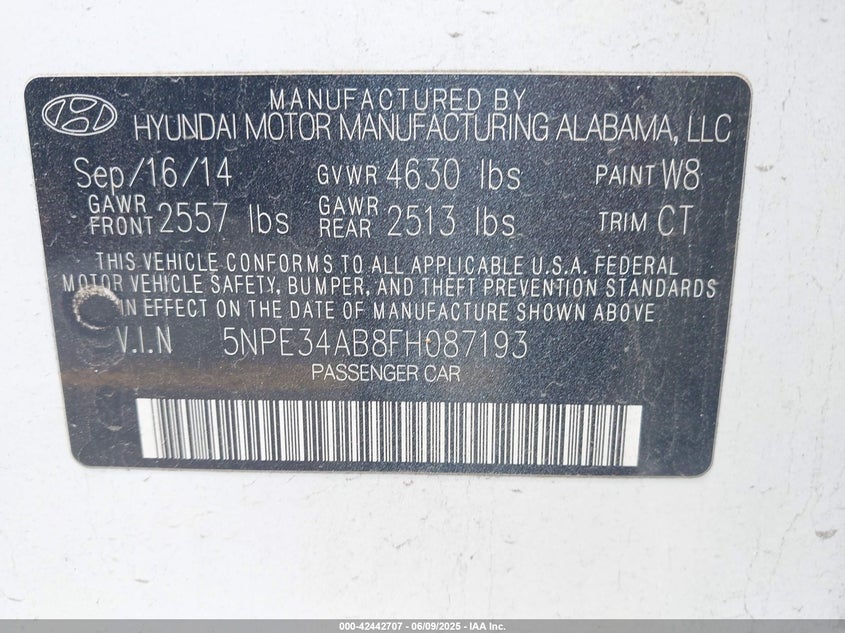 MANUFACTURED BY
HYUNDAI MOTOR MANUFACTURING ALABAMA, LLC
Sep/16/14 GVWR 4630 lbs PAINT W8
GAWR FRONT 2557 lbs GAWR REAR 2513 lbs TRIM CT
THIS VEHICLE CONFORMS TO ALL APPLICABLE U.S.A. FEDERAL
MOTOR VEHICLE SAFETY, BUMPER, AND THEFT PREVENTION STANDARDS
IN EFFECT ON THE DATE OF MANUFACTURE SHOWN ABOVE.
V.I.N 5NPE34AB8FH087193
PASSENGER CAR
000-42442707 - 06/09/2025 - IAA Inc.